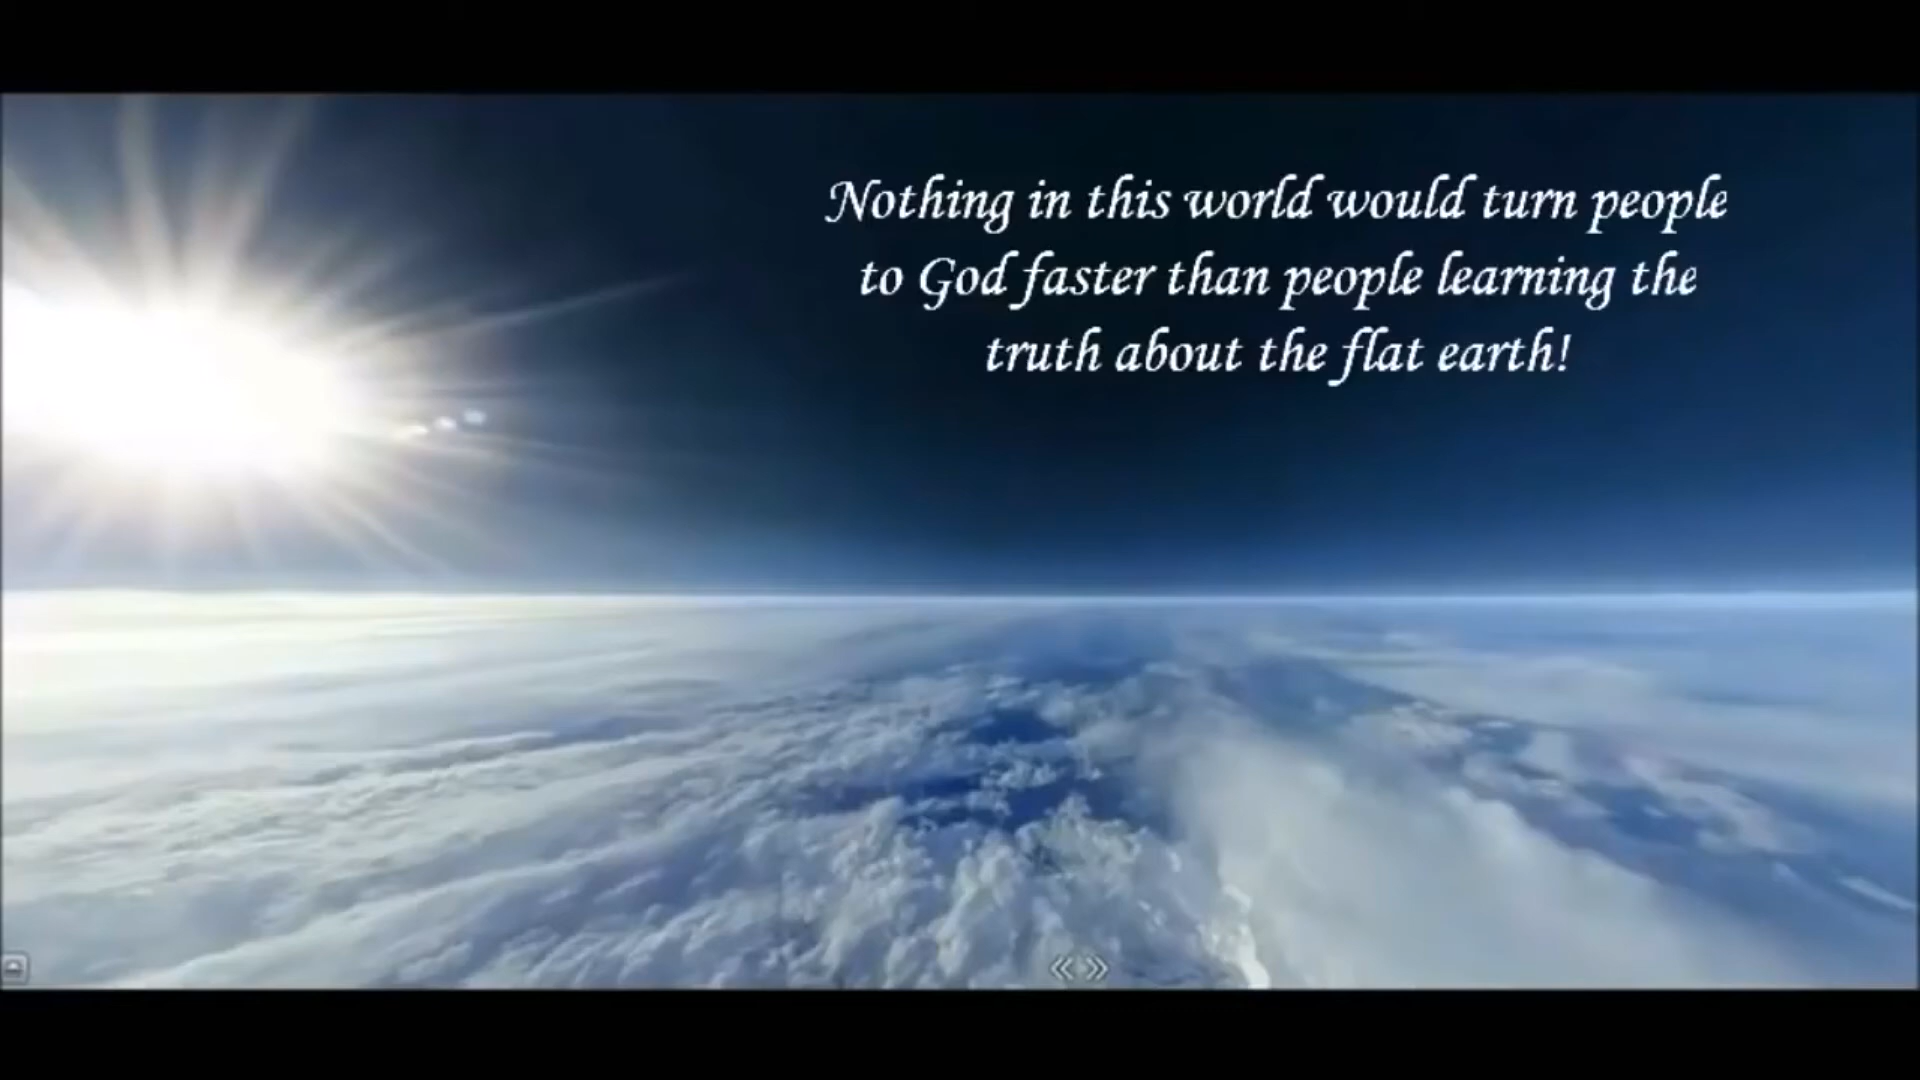 Nothing in this world would turn people
to God faster than people learning the
truth about the flat earth!